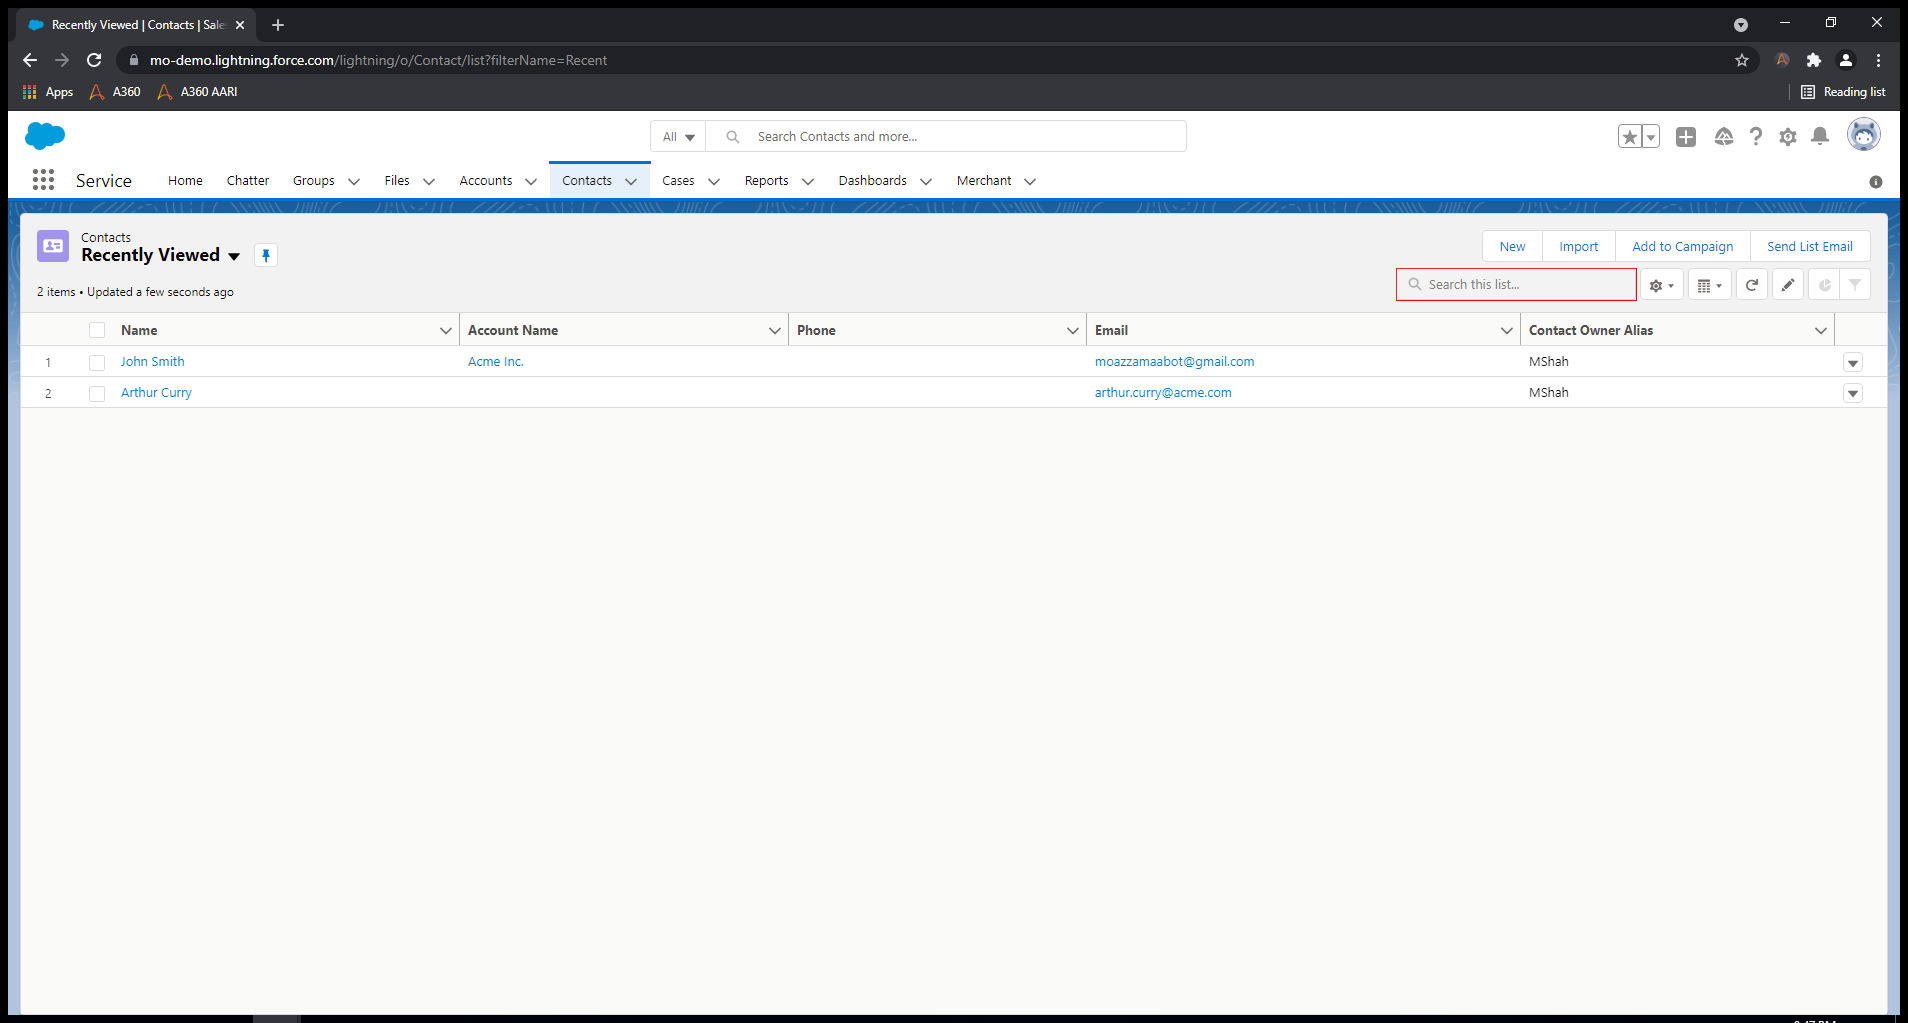 Recently Viewed | Contacts | Sale
mo-demo.lightning.force.com/lightning/o/Contact/list?filterName=Recent
Apps A360 A360 AARI Reading list
All Search Contacts and more...
Service Home Chatter Groups Files Accounts Contacts Cases Reports Dashboards Merchant
Contacts
Recently Viewed
New Import Add to Campaign Send List Email
2 items • Updated a few seconds ago
Search this list...
Name Account Name Phone Email Contact Owner Alias
1 John Smith Acme Inc. moazzamaabot@gmail.com MShah
2 Arthur Curry arthur.curry@acme.com MShah